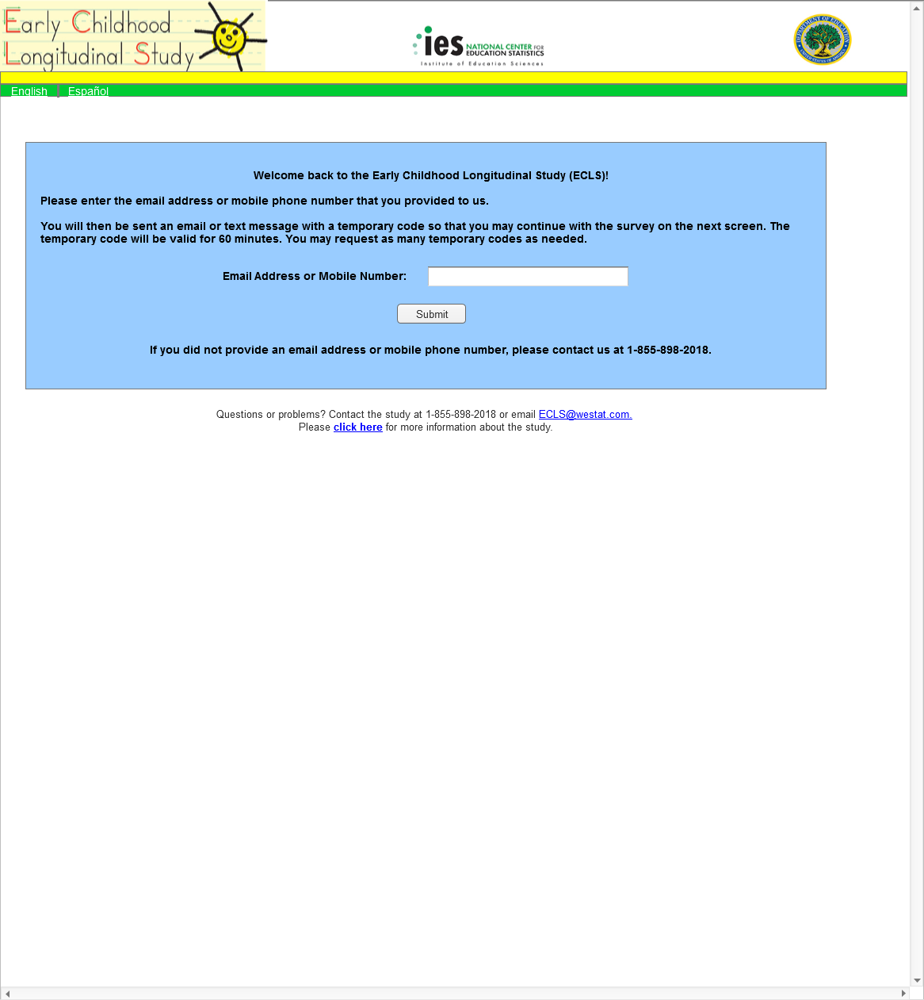 Early Childhood
Longitudinal Study
ies NATIONAL CENTER FOR
EDUCATION STATISTICS
Institute of Education Sciences
DEPARTMENT OF EDUCATION
UNITED STATES OF AMERICA
English | Español
Welcome back to the Early Childhood Longitudinal Study (ECLS)!
Please enter the email address or mobile phone number that you provided to us.
You will then be sent an email or text message with a temporary code so that you may continue with the survey on the next screen. The
temporary code will be valid for 60 minutes. You may request as many temporary codes as needed.
Email Address or Mobile Number:
Submit
If you did not provide an email address or mobile phone number, please contact us at 1-855-898-2018.
Questions or problems? Contact the study at 1-855-898-2018 or email ECLS@westat.com.
Please click here for more information about the study.